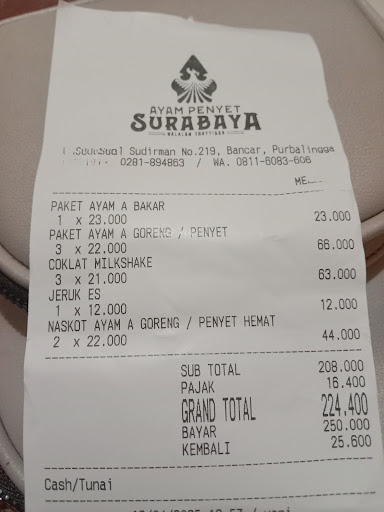 AYAM PENYET
SURABAYA
Sudirman No.219, Bancar, Purbalingga
0281-894863 / WA. 0811-6083-606
PAKET AYAM A BAKAR
1 x 23.000 23.000
PAKET AYAM A GORENG / PENYET
3 x 22.000 66.000
COKLAT MILKSHAKE
3 x 21.000 63.000
JERUK ES
1 x 12.000 12.000
NASKOT AYAM A GORENG / PENYET HEMAT
2 x 22.000 44.000
SUB TOTAL 208.000
PAJAK 16.400
GRAND TOTAL 224.400
BAYAR 250.000
KEMBALI 25.600
Cash/Tunai